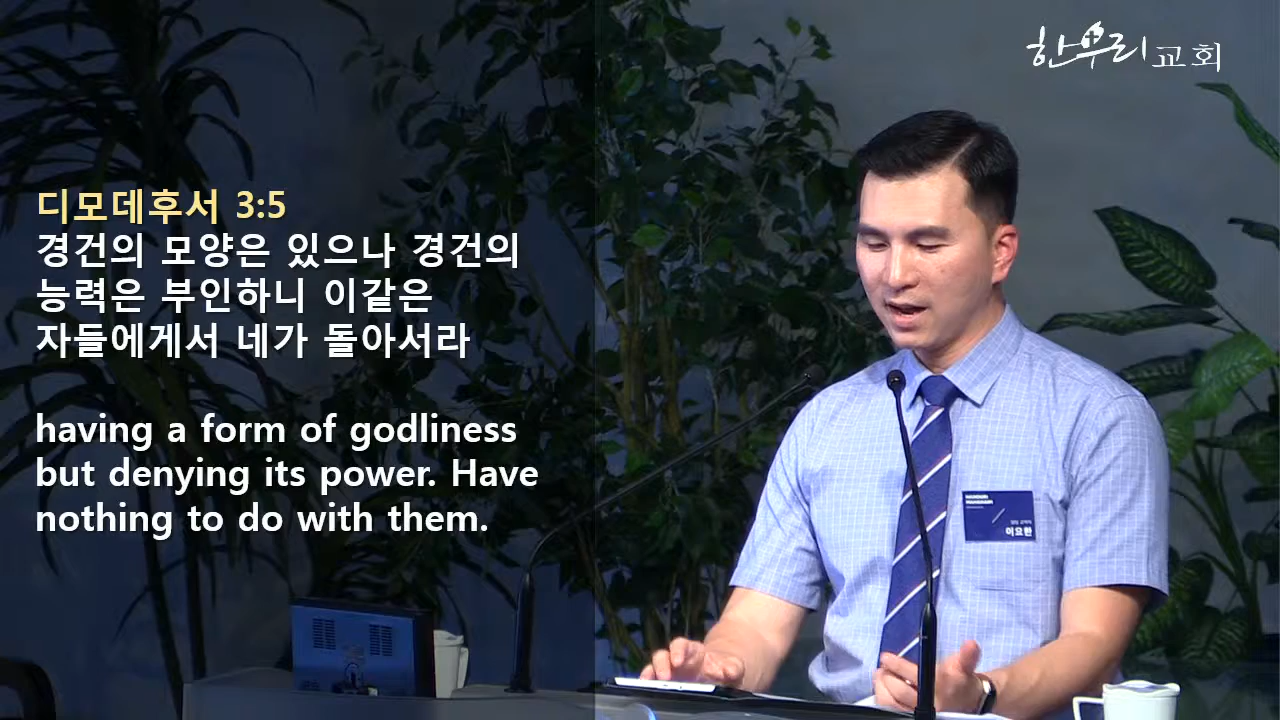 한우리교회
디모데후서 3:5
경건의 모양은 있으나 경건의
능력은 부인하니 이같은
자들에게서 네가 돌아서라
having a form of godliness
but denying its power. Have
nothing to do with them.
이요한